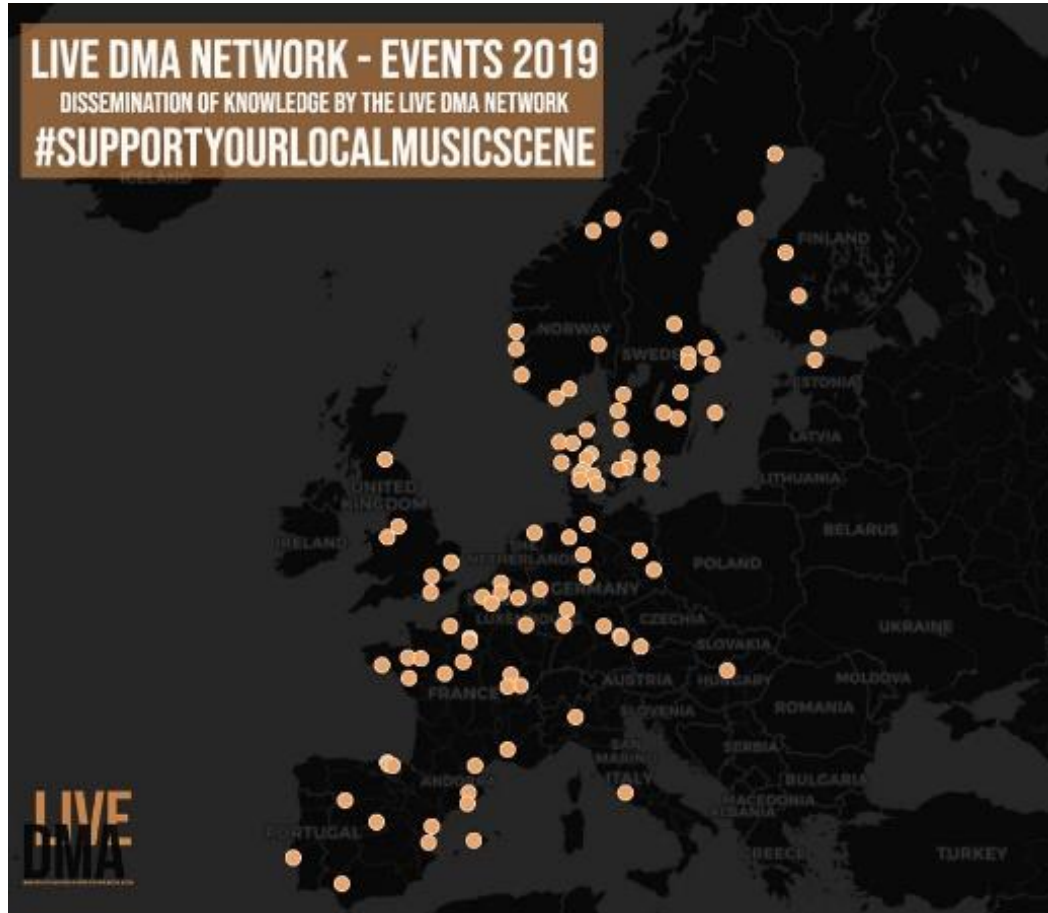 LIVE DMA NETWORK - EVENTS 2019
DISSEMINATION OF KNOWLEDGE BY THE LIVE DMA NETWORK
#SUPPORTYOURLOCALMUSICSCENE
ICELAND
FINLAND
NORWAY
SWED
ESTONIA
LATVIA
LITHUANIA
UNITED
KINGDOM
BELARUS
IRELAND
NETHERLANDS
POLAND
GERMANY
CZECHIA
LUXEMBOURG
UKRAINE
SLOVAKIA
AUSTRIA
HUNGARY
MOLDOVA
FRANCE
SLOVENIA
ROMANIA
SAN
MARINO
SERBIA
ITALY
BULGARIA
ANDORRA
MACEDONIA
ALBANIA
PORTUGAL
GREECE
TURKEY
LIVE
DMA